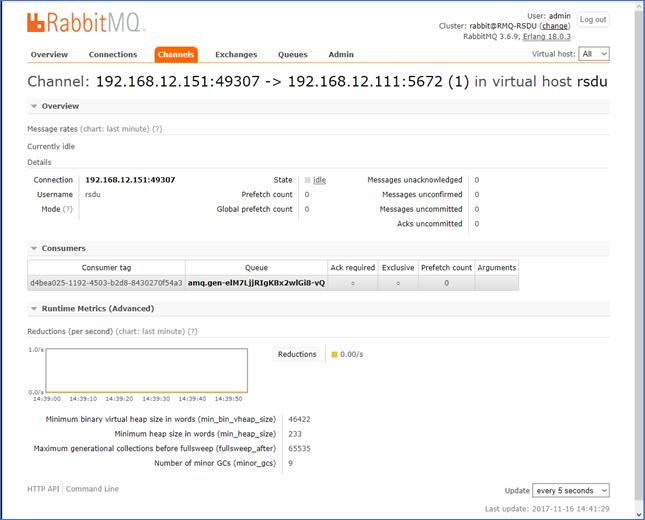 RabbitMQ
User: admin
Cluster: rabbit@RMQ-RSDU (change)
RabbitMQ 3.6.9, Erlang 18.0.3
Log out
Overview Connections Channels Exchanges Queues Admin
Virtual host: All
Channel: 192.168.12.151:49307 -> 192.168.12.111:5672 (1) in virtual host rsdu
Overview
Message rates (chart: last minute) (?)
Currently idle
Details
Connection 192.168.12.151:49307 State idle Messages unacknowledged 0
Username rsdu Prefetch count 0 Messages unconfirmed 0
Mode (?) Global prefetch count 0 Messages uncommitted 0
Acks uncommitted 0
Consumers
Consumer tag Queue Ack required Exclusive Prefetch count Arguments
d4bea025-1192-4503-b2d8-8430270f54a3 amq.gen-elM7LjjRIgKBx2wlGi8-vQ ○ ○ 0
Runtime Metrics (Advanced)
Reductions (per second) (chart: last minute) (?)
1.0/s
Reductions 0.00/s
0.0/s
14:39:00 14:39:10 14:39:20 14:39:30 14:39:40 14:39:50
Minimum binary virtual heap size in words (min_bin_vheap_size) 46422
Minimum heap size in words (min_heap_size) 233
Maximum generational collections before fullsweep (fullsweep_after) 65535
Number of minor GCs (minor_gcs) 9
HTTP API Command Line
Update every 5 seconds
Last update: 2017-11-16 14:41:29